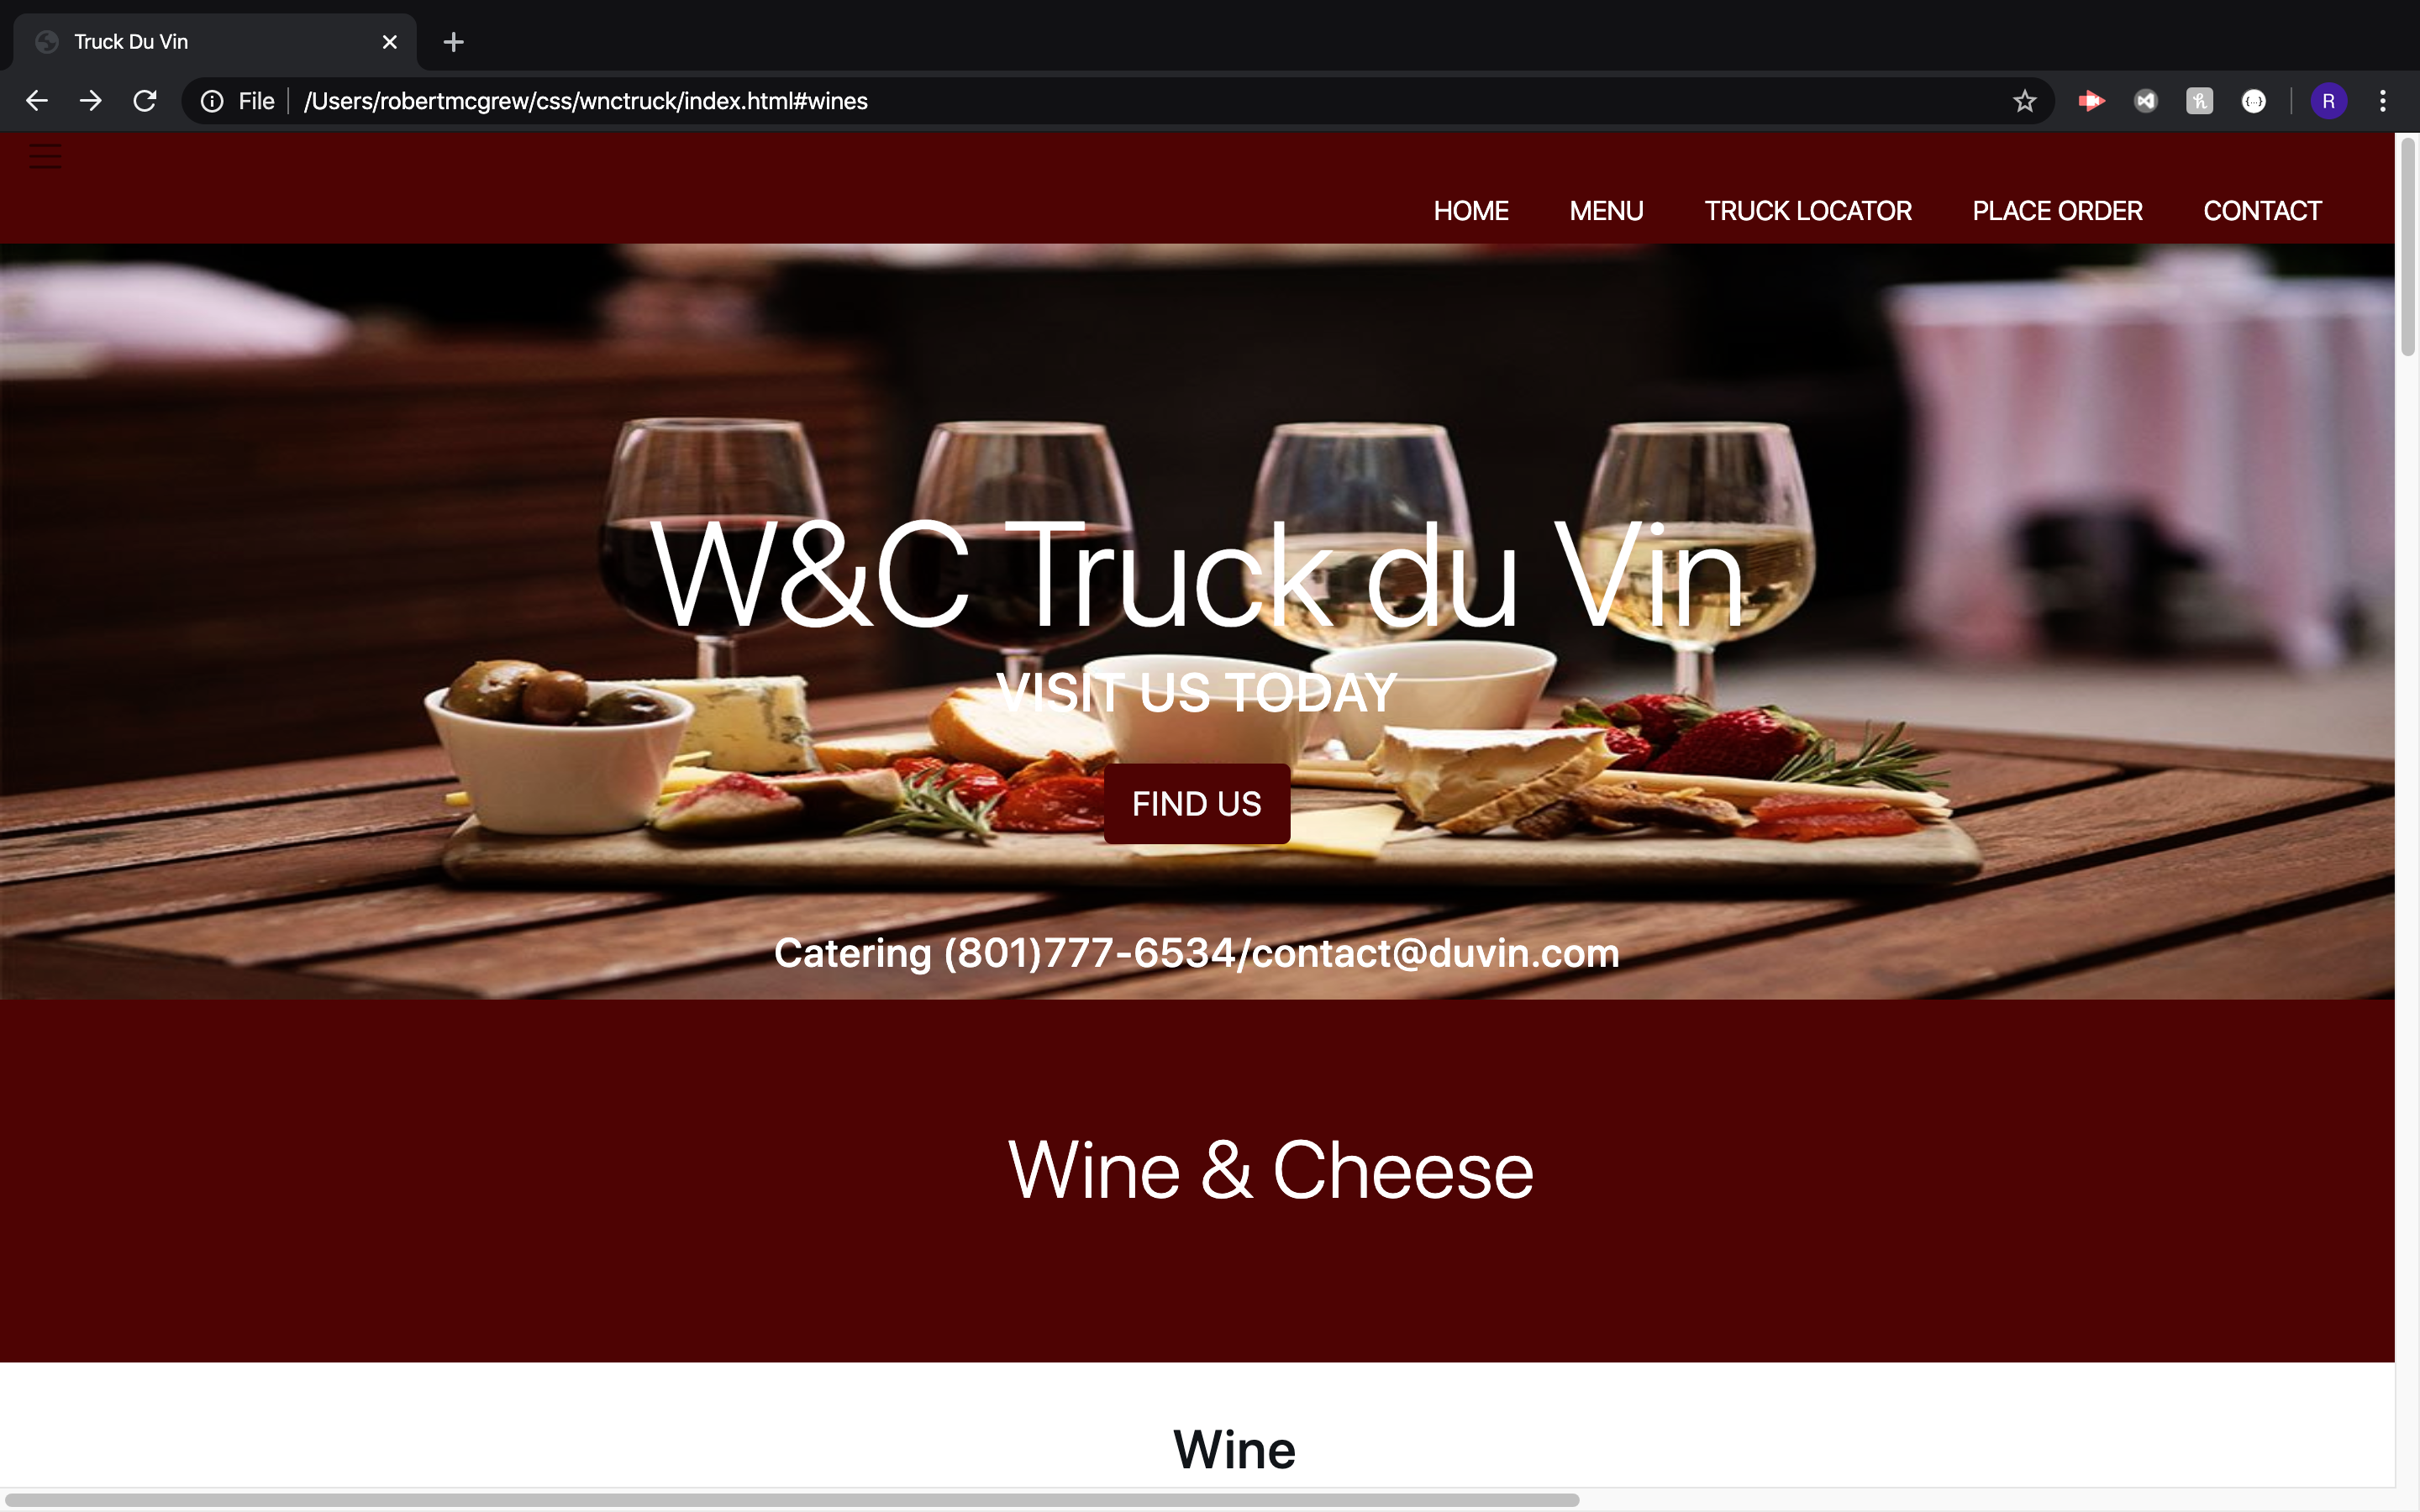 Truck Du Vin
File /Users/robertmcgrew/css/wnctruck/index.html#wines
R
HOME MENU TRUCK LOCATOR PLACE ORDER CONTACT
W&C Truck du Vin
VISIT US TODAY
FIND US
Catering (801)777-6534/contact@duvin.com
Wine & Cheese
Wine